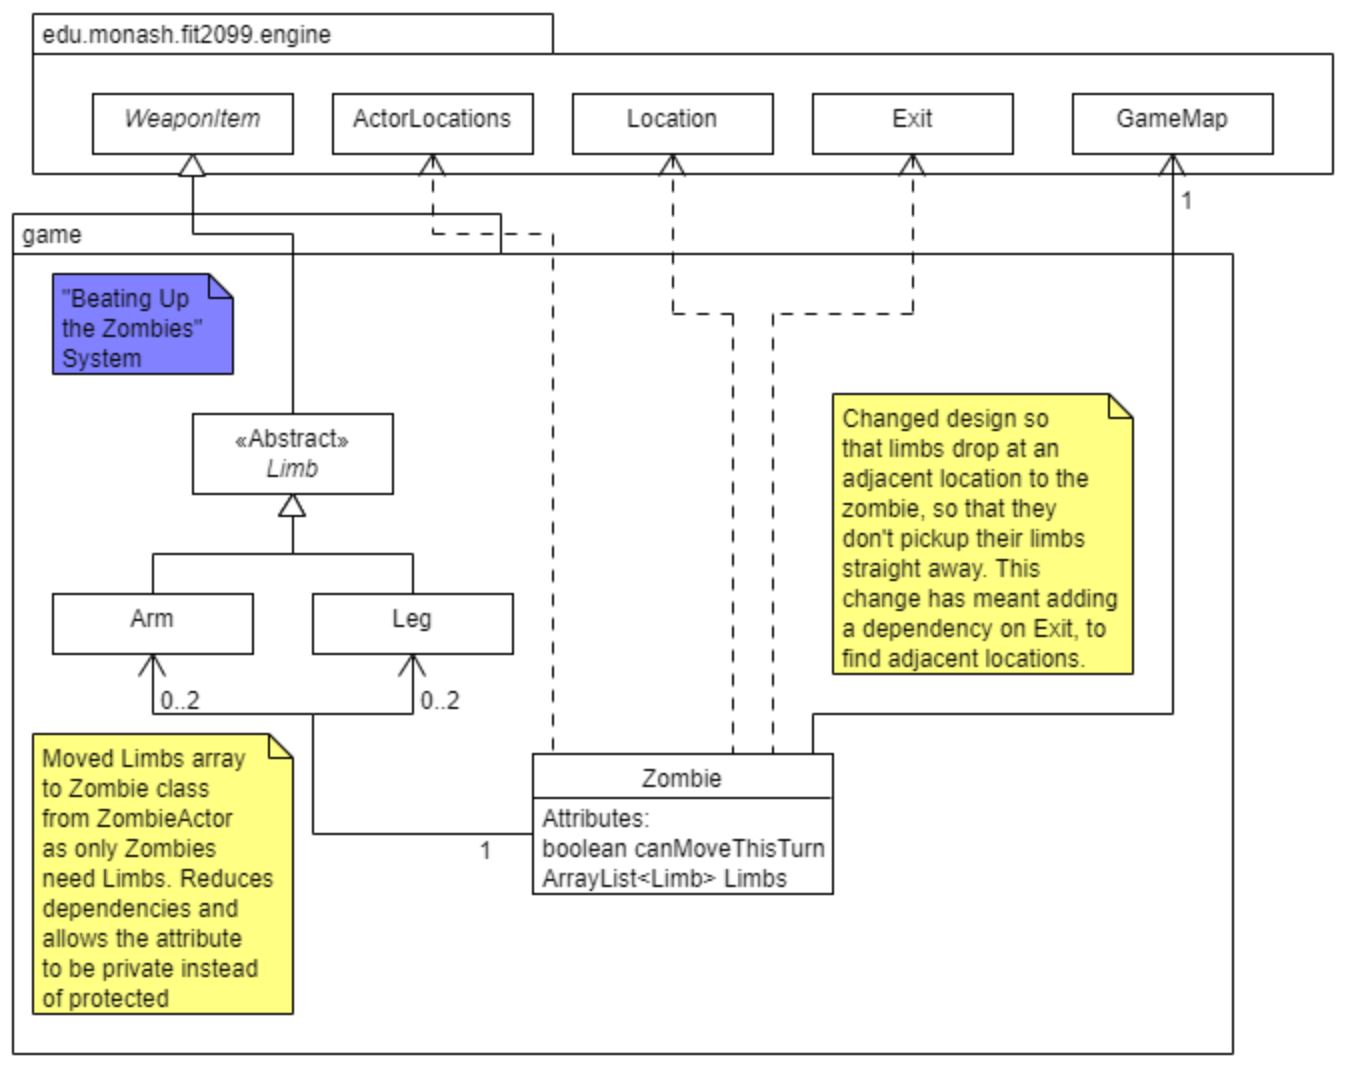 edu.monash.fit2099.engine
WeaponItem
ActorLocations
Location
Exit
GameMap
1
game
"Beating Up
the Zombies"
System
«Abstract»
Limb
Changed design so
that limbs drop at an
adjacent location to the
zombie, so that they
don't pickup their limbs
straight away. This
change has meant adding
a dependency on Exit, to
find adjacent locations.
Arm
Leg
0..2
0..2
Moved Limbs array
to Zombie class
from ZombieActor
as only Zombies
need Limbs. Reduces
dependencies and
allows the attribute
to be private instead
of protected
1
Zombie
Attributes:
boolean canMoveThisTurn
ArrayList<Limb> Limbs